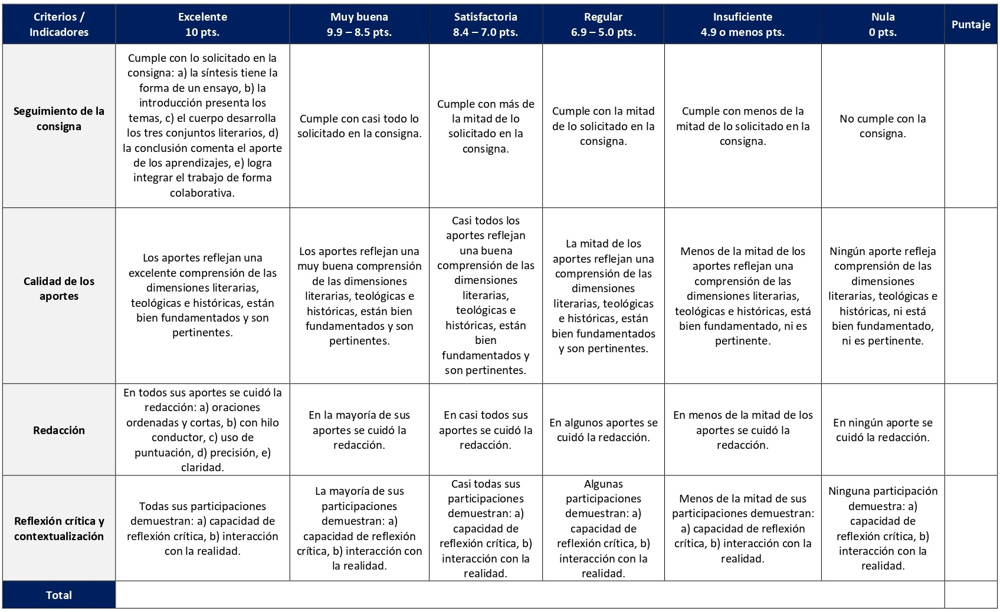 Criterios /
Indicadores
Excelente
10 pts.
Muy buena
9.9 – 8.5 pts.
Satisfactoria
8.4 – 7.0 pts.
Regular
6.9 – 5.0 pts.
Insuficiente
4.9 o menos pts.
Nula
0 pts.
Puntaje
Seguimiento de la
consigna
Cumple con lo solicitado en la
consigna: a) la síntesis tiene la
forma de un ensayo, b) la
introducción presenta los
temas, c) el cuerpo desarrolla
los tres conjuntos literarios, d)
la conclusión comenta el aporte
de los aprendizajes, e) logra
integrar el trabajo de forma
colaborativa.
Cumple con casi todo lo
solicitado en la consigna.
Cumple con más de
la mitad de lo
solicitado en la
consigna.
Cumple con la mitad
de lo solicitado en la
consigna.
Cumple con menos de la
mitad de lo solicitado en la
consigna.
No cumple con la
consigna.
Calidad de los
aportes
Los aportes reflejan una
excelente comprensión de las
dimensiones literarias,
teológicas e históricas, están
bien fundamentados y son
pertinentes.
Los aportes reflejan una
muy buena comprensión
de las dimensiones
literarias, teológicas e
históricas, están bien
fundamentados y son
pertinentes.
Casi todos los
aportes reflejan
una buena
comprensión de las
dimensiones
literarias,
teológicas e
históricas, están
bien
fundamentados y
son pertinentes.
La mitad de los
aportes reflejan una
comprensión de las
dimensiones
literarias, teológicas
e históricas, están
bien fundamentados
y son pertinentes.
Menos de la mitad de los
aportes reflejan una
comprensión de las
dimensiones literarias,
teológicas e históricas, está
bien fundamentado, ni es
pertinente.
Ningún aporte refleja
comprensión de las
dimensiones
literarias, teológicas e
históricas, ni está
bien fundamentado,
ni es pertinente.
Redacción
En todos sus aportes se cuidó la
redacción: a) oraciones
ordenadas y cortas, b) con hilo
conductor, c) uso de
puntuación, d) precisión, e)
claridad.
En la mayoría de sus
aportes se cuidó la
redacción.
En casi todos sus
aportes se cuidó la
redacción.
En algunos aportes se
cuidó la redacción.
En menos de la mitad de los
aportes se cuidó la
redacción.
En ningún aporte se
cuidó la redacción.
Reflexión crítica y
contextualización
Todas sus participaciones
demuestran: a) capacidad de
reflexión crítica, b) interacción
con la realidad.
La mayoría de sus
participaciones
demuestran: a)
capacidad de reflexión
crítica, b) interacción con
la realidad.
Casi todas sus
participaciones
demuestran: a)
capacidad de
reflexión crítica, b)
interacción con la
realidad.
Algunas
participaciones
demuestran: a)
capacidad de
reflexión crítica, b)
interacción con la
realidad.
Menos de la mitad de sus
participaciones demuestran:
a) capacidad de reflexión
crítica, b) interacción con la
realidad.
Ninguna participación
demuestra: a)
capacidad de
reflexión crítica, b)
interacción con la
realidad.
Total